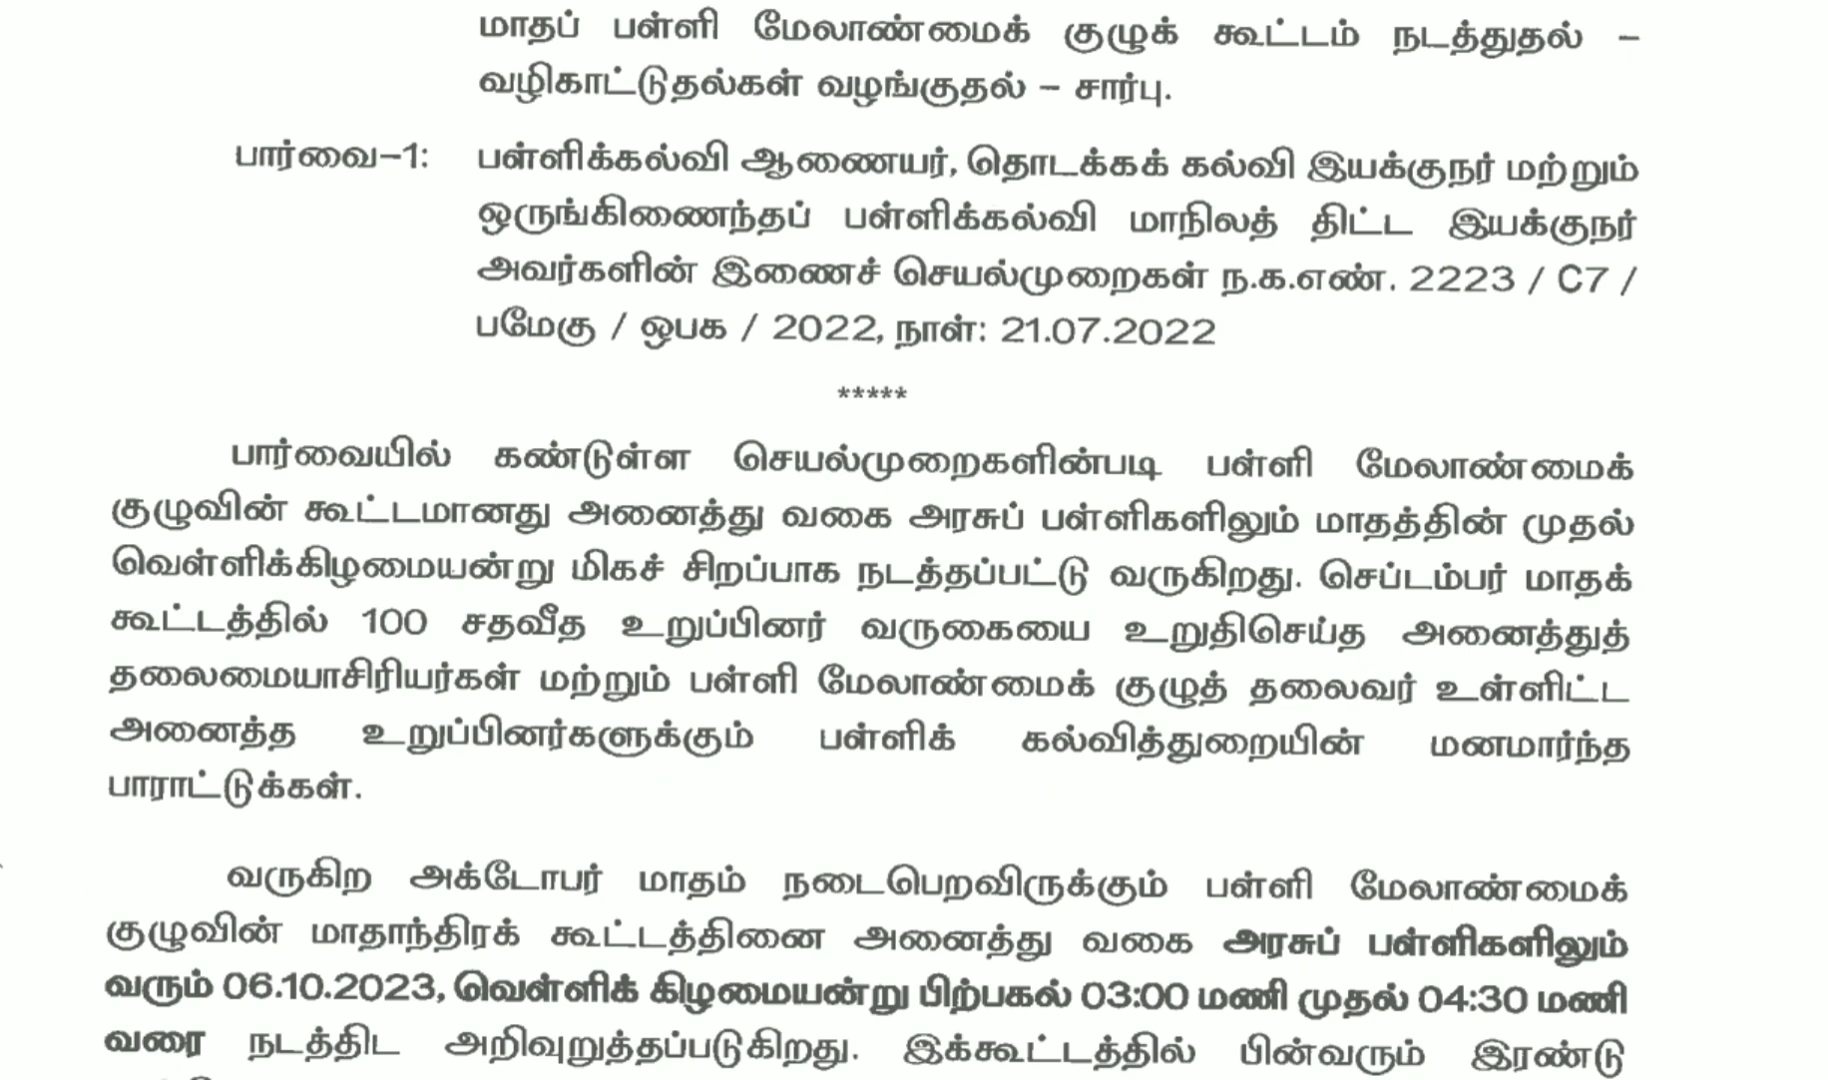 மாதப் பள்ளி மேலாண்மைக் குழுக் கூட்டம் நடத்துதல் –
வழிகாட்டுதல்கள் வழங்குதல் – சார்பு.
பார்வை–1: பள்ளிக்கல்வி ஆணையர், தொடக்கக் கல்வி இயக்குநர் மற்றும்
ஒருங்கிணைந்தப் பள்ளிக்கல்வி மாநிலத் திட்ட இயக்குநர்
அவர்களின் இணைச் செயல்முறைகள் ந.க.எண். 2223 / C7 /
பமேகு / ஒபக / 2022, நாள்: 21.07.2022
*****
பார்வையில் கண்டுள்ள செயல்முறைகளின்படி பள்ளி மேலாண்மைக்
குழுவின் கூட்டமானது அனைத்து வகை அரசுப் பள்ளிகளிலும் மாதத்தின் முதல்
வெள்ளிக்கிழமையன்று மிகச் சிறப்பாக நடத்தப்பட்டு வருகிறது. செப்டம்பர் மாதக்
கூட்டத்தில் 100 சதவீத உறுப்பினர் வருகையை உறுதிசெய்த அனைத்துத்
தலைமையாசிரியர்கள் மற்றும் பள்ளி மேலாண்மைக் குழுத் தலைவர் உள்ளிட்ட
அனைத்த உறுப்பினர்களுக்கும் பள்ளிக் கல்வித்துறையின் மனமார்ந்த
பாராட்டுக்கள்.
வருகிற அக்டோபர் மாதம் நடைபெறவிருக்கும் பள்ளி மேலாண்மைக்
குழுவின் மாதாந்திரக் கூட்டத்தினை அனைத்து வகை அரசுப் பள்ளிகளிலும்
வரும் 06.10.2023, வெள்ளிக் கிழமையன்று பிற்பகல் 03:00 மணி முதல் 04:30 மணி
வரை நடத்திட அறிவுறுத்தப்படுகிறது. இக்கூட்டத்தில் பின்வரும் இரண்டு